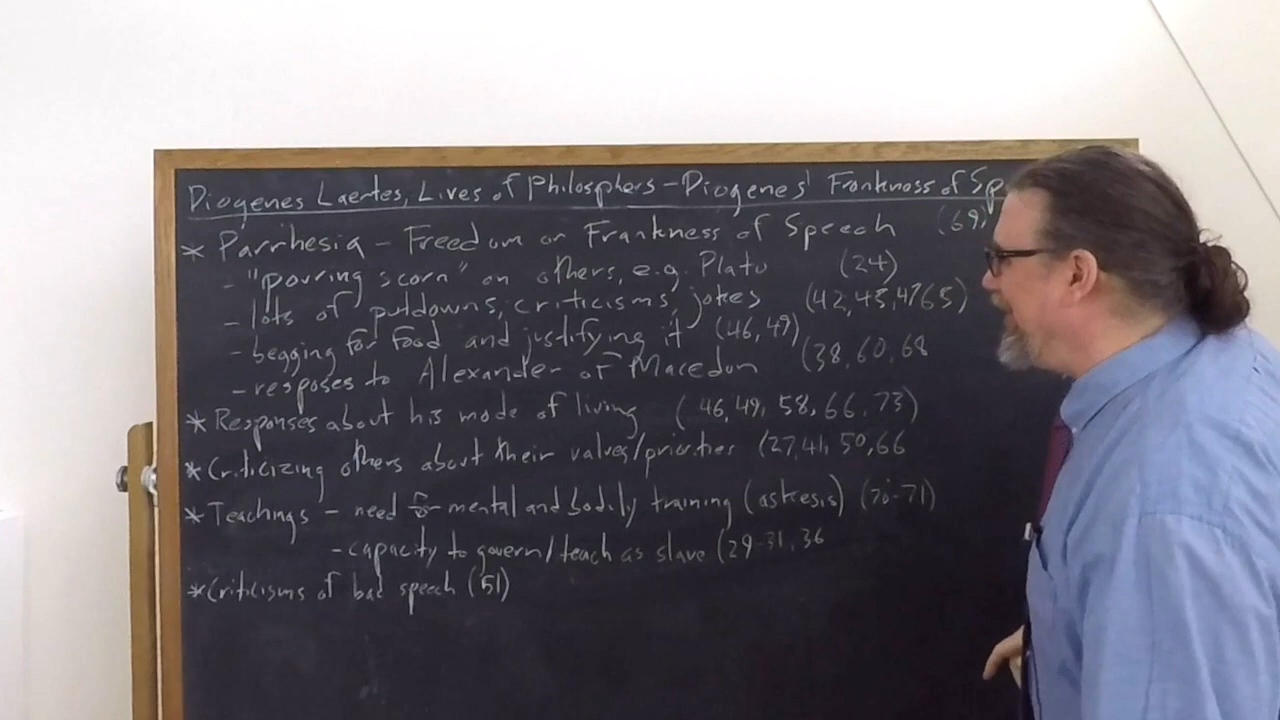 Diogenes Laertes, Lives of Philosphers - Diogenes' Frankness of Sp
* Parrhesia - Freedom or Frankness of Speech (69)
- "pouring scorn" on others, e.g. Plato (24)
- lots of putdowns, criticisms, jokes (42, 45, 47 65)
- begging for food and justifying it (46, 49)
- resposes to Alexander of Macedon (38, 60, 68
* Responses about his mode of living (46, 49, 58, 66, 73)
* Criticizing others about their values/priorities (27, 41, 50, 66
* Teachings - need for mental and bodily training (askesis) (70-71)
- capacity to govern/teach as slave (29-31, 36
* Criticisms of bad speech (51)